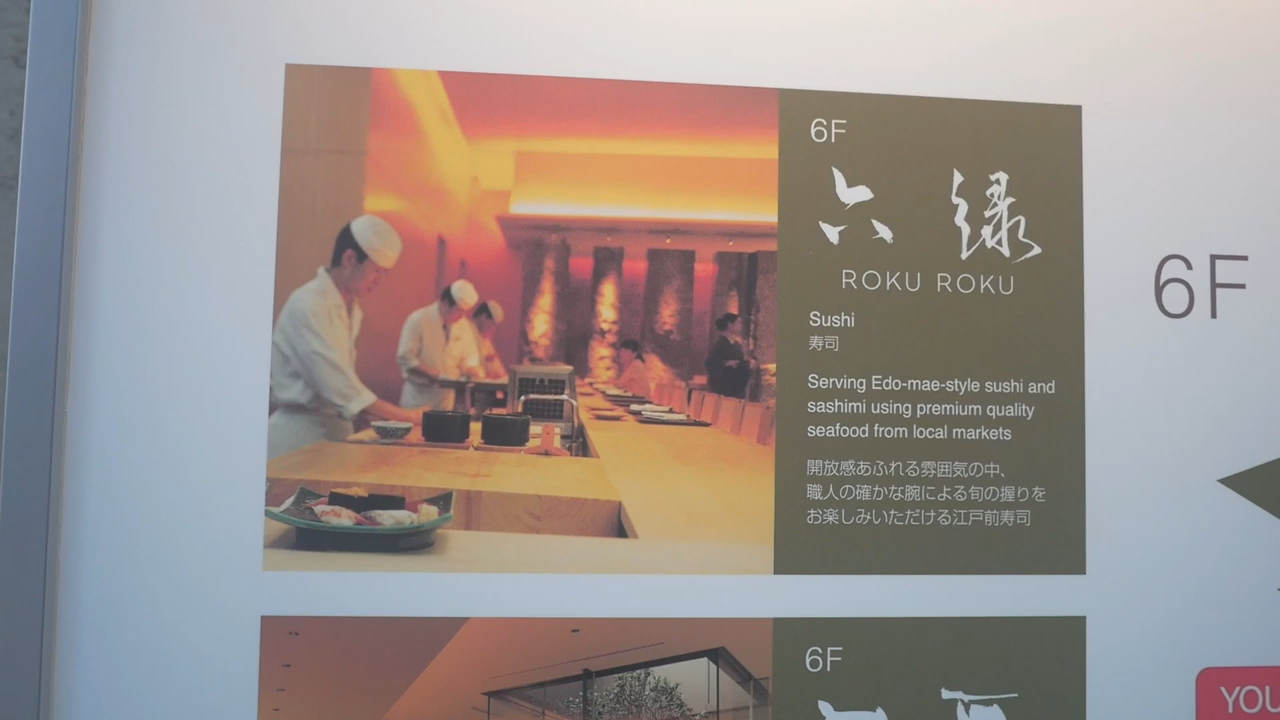 6F
六 緑
ROKU ROKU
Sushi
寿司
Serving Edo-mae-style sushi and
sashimi using premium quality
seafood from local markets
開放感あふれる雰囲気の中、
職人の確かな腕による旬の握りを
お楽しみいただける江戸前寿司
6F
6F